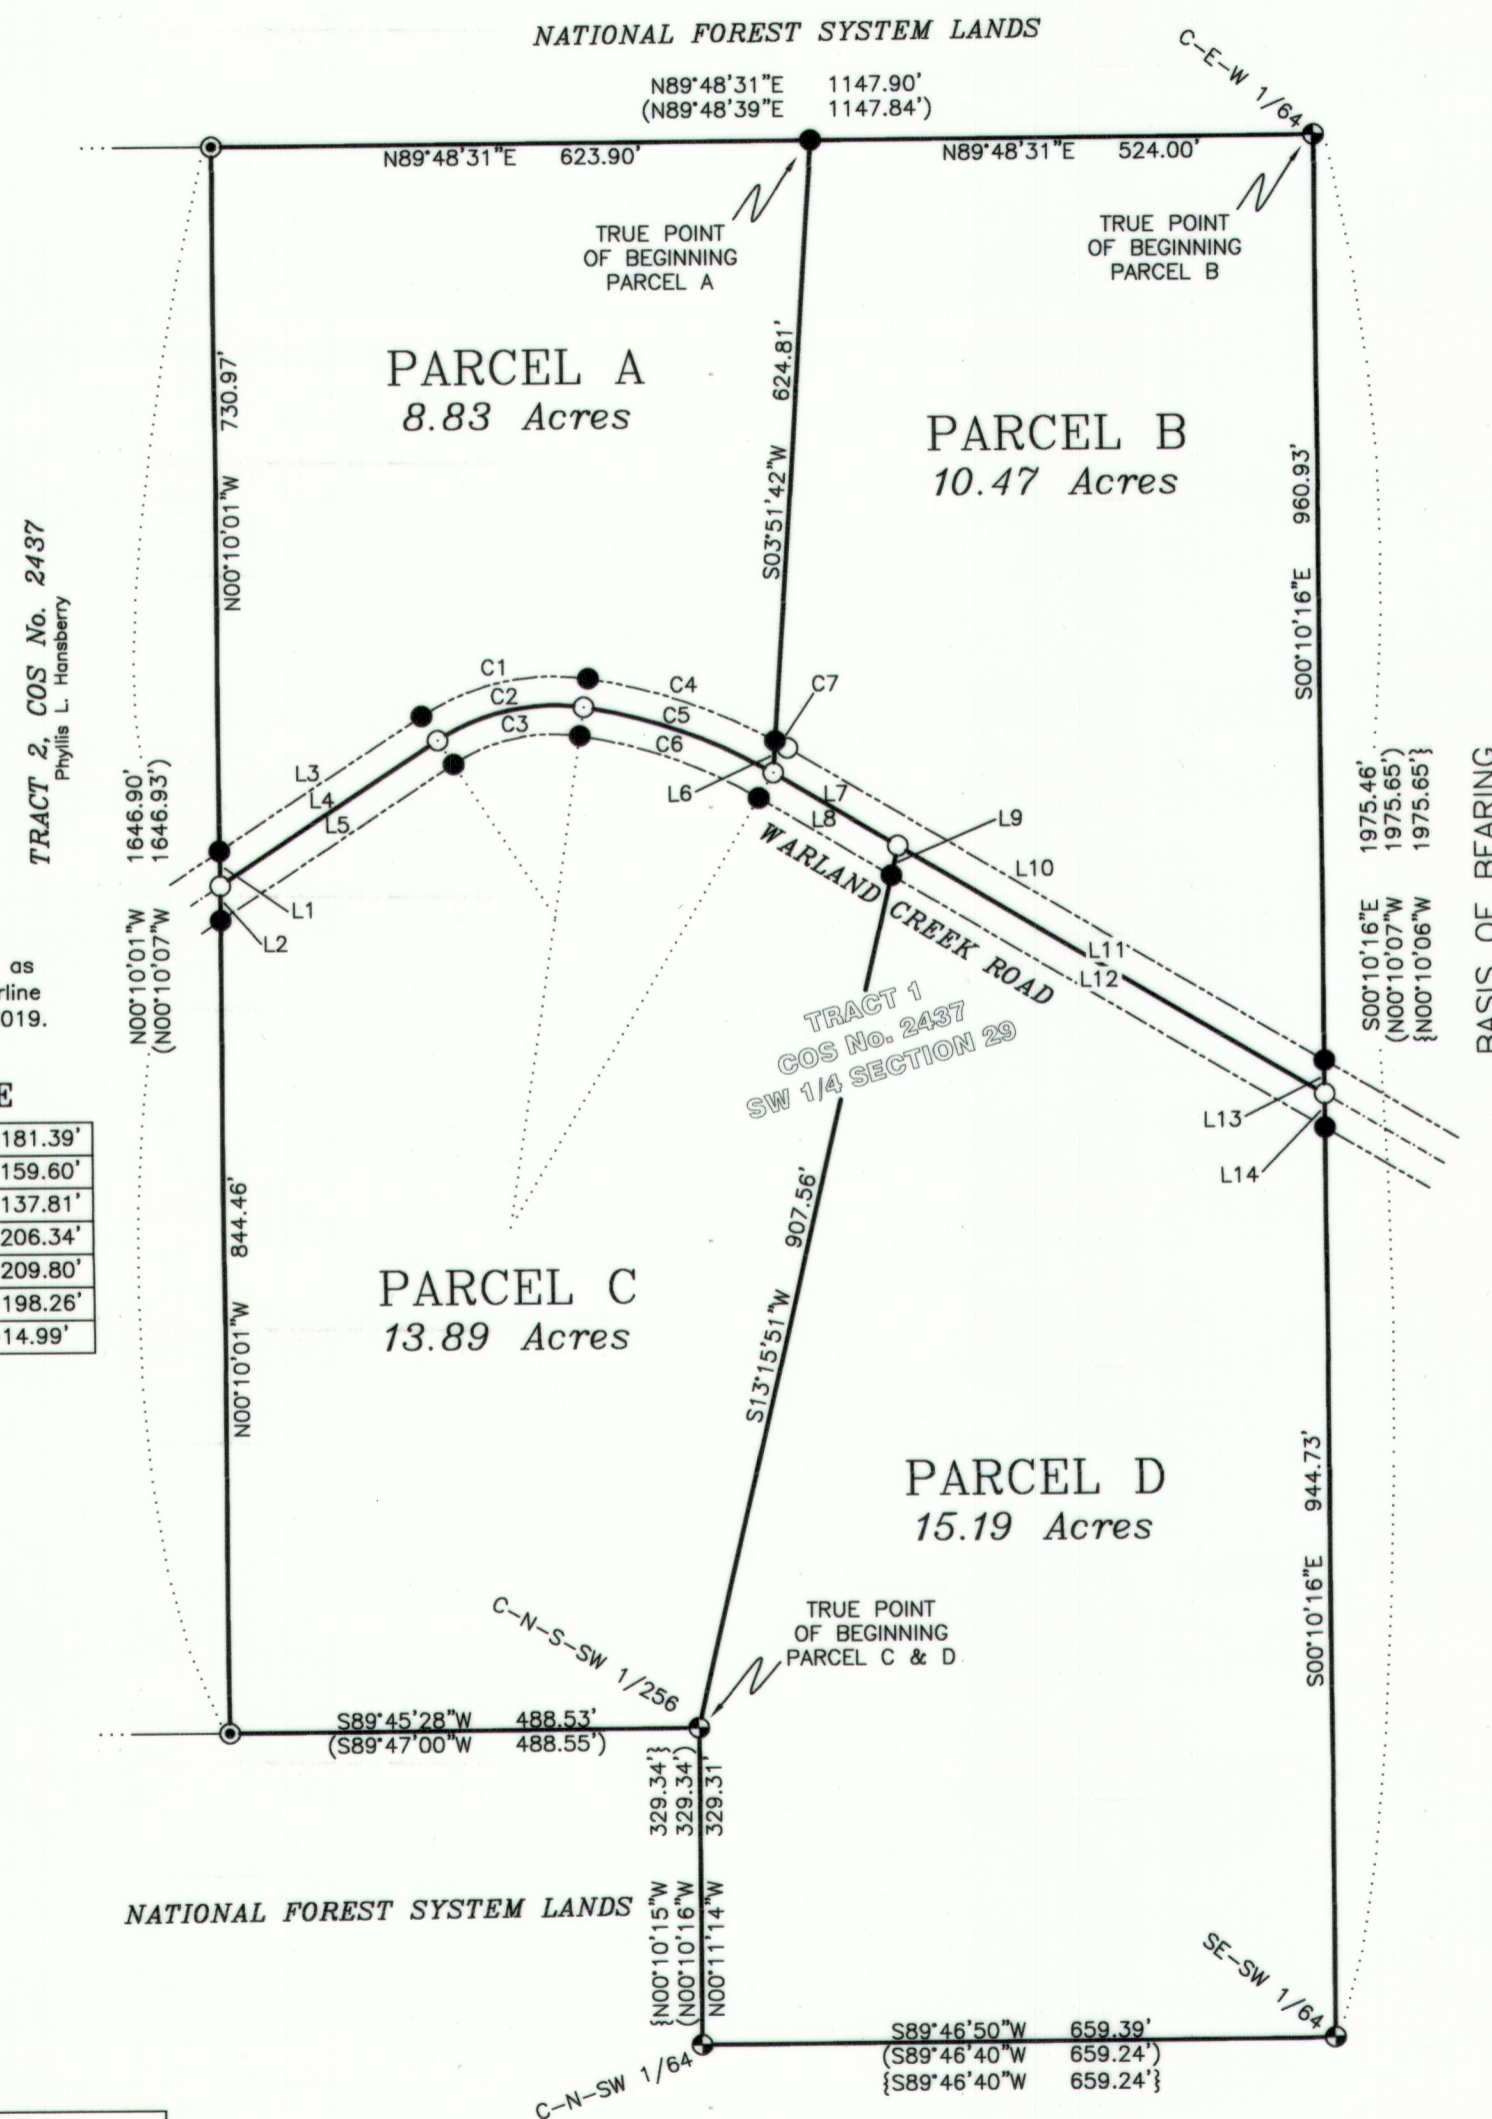 NATIONAL FOREST SYSTEM LANDS
N89°48'31"E 1147.90'
(N89°48'39"E 1147.84')
C-E-W 1/64
N89°48'31"E 623.90'
N89°48'31"E 524.00'
TRUE POINT
OF BEGINNING
PARCEL A
TRUE POINT
OF BEGINNING
PARCEL B
PARCEL A
8.83 Acres
PARCEL B
10.47 Acres
N00°10'01"W 730.97'
S03°51'42"W 624.81'
S00°10'16"E 960.93'
TRACT 2, COS No. 2437
Phyllis L. Hansberry
N00°10'01"W 1646.90'
(N00°10'07"W 1646.93')
C1
C2
C3
C4
C5
C6
C7
L3
L4
L5
L6
L7
L8
L9
L10
L1
L2
L11
L12
L13
L14
WARLAND CREEK ROAD
S00°10'16"E 1975.46'
(N00°10'07"W 1975.65')
{N00°10'06"W 1975.65'}
BASIS OF BEARING
as
rline
019.
TRACT 1
COS No. 2437
SW 1/4 SECTION 29
E
181.39'
159.60'
137.81'
206.34'
209.80'
198.26'
14.99'
N00°10'01"W 844.46'
S13°15'51"W 907.56'
S00°10'16"E 944.73'
PARCEL C
13.89 Acres
PARCEL D
15.19 Acres
C-N-S-SW 1/256
TRUE POINT
OF BEGINNING
PARCEL C & D
S89°45'28"W 488.53'
(S89°47'00"W 488.55')
{N00°10'15"W 329.34'}
(N00°10'16"W 329.34')
N00°11'14"W 329.31'
NATIONAL FOREST SYSTEM LANDS
SE-SW 1/64
C-N-SW 1/64
S89°46'50"W 659.39'
(S89°46'40"W 659.24')
{S89°46'40"W 659.24'}